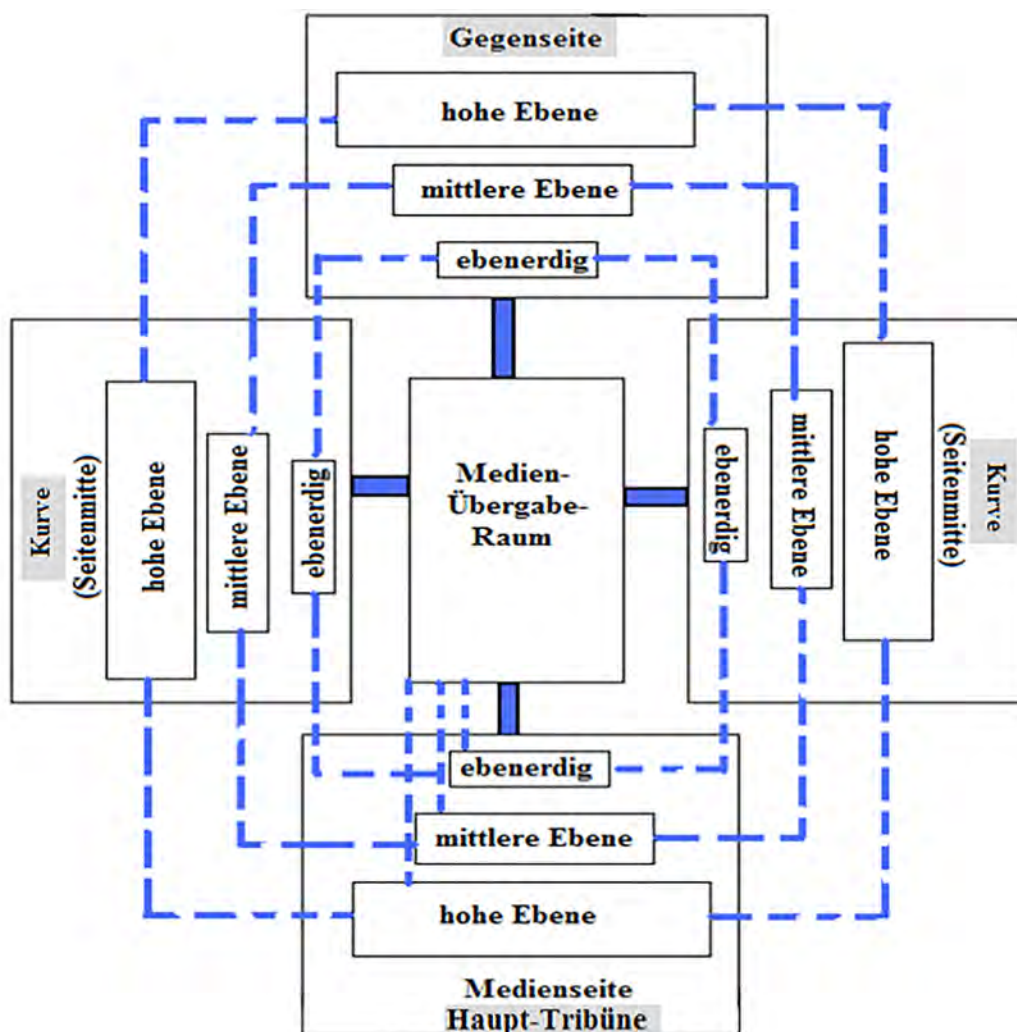 Gegenseite
hohe Ebene
mittlere Ebene
ebenerdig
Kurve
(Seitenmitte)
hohe Ebene
mittlere Ebene
ebenerdig
Medien-
Übergabe-
Raum
ebenerdig
mittlere Ebene
hohe Ebene
(Seitenmitte)
Kurve
ebenerdig
mittlere Ebene
hohe Ebene
Medienseite
Haupt-Tribüne